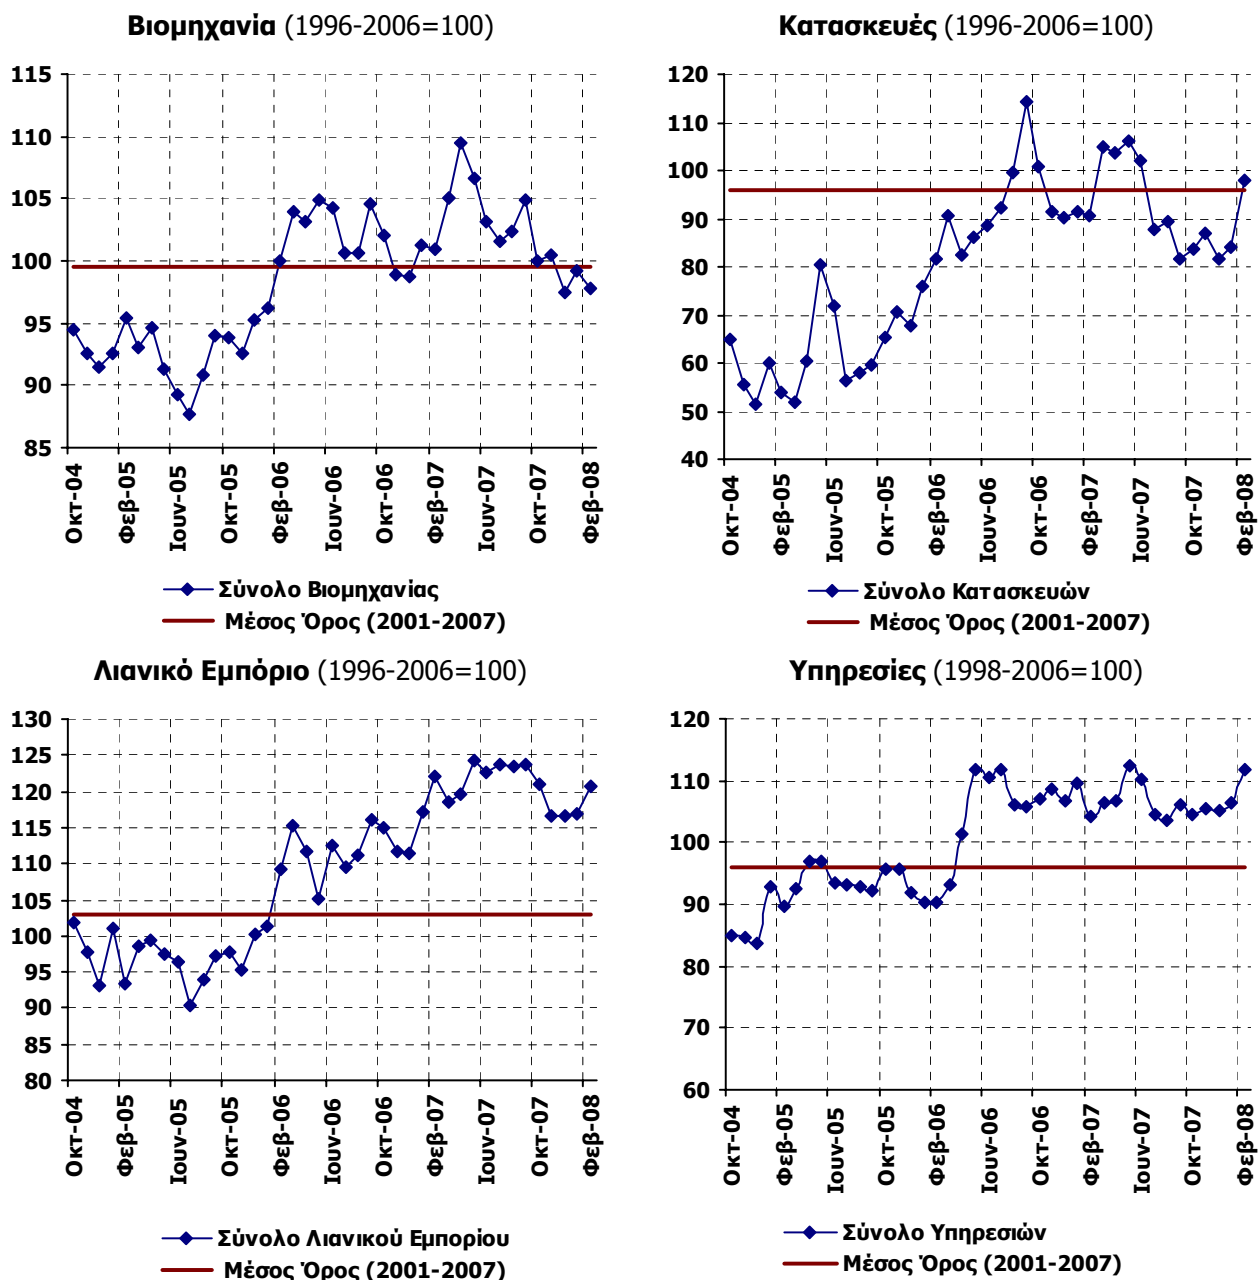 Βιομηχανία (1996-2006=100)
115
110
105
100
95
90
85
Οκτ-04
Φεβ-05
Ιουν-05
Οκτ-05
Φεβ-06
Ιουν-06
Οκτ-06
Φεβ-07
Ιουν-07
Οκτ-07
Φεβ-08
Σύνολο Βιομηχανίας
Μέσος Όρος (2001-2007)
Κατασκευές (1996-2006=100)
120
110
100
90
80
70
60
50
40
Οκτ-04
Φεβ-05
Ιουν-05
Οκτ-05
Φεβ-06
Ιουν-06
Οκτ-06
Φεβ-07
Ιουν-07
Οκτ-07
Φεβ-08
Σύνολο Κατασκευών
Μέσος Όρος (2001-2007)
Λιανικό Εμπόριο (1996-2006=100)
130
125
120
115
110
105
100
95
90
85
80
Οκτ-04
Φεβ-05
Ιουν-05
Οκτ-05
Φεβ-06
Ιουν-06
Οκτ-06
Φεβ-07
Ιουν-07
Οκτ-07
Φεβ-08
Σύνολο Λιανικού Εμπορίου
Μέσος Όρος (2001-2007)
Υπηρεσίες (1998-2006=100)
120
110
100
90
80
70
60
Οκτ-04
Φεβ-05
Ιουν-05
Οκτ-05
Φεβ-06
Ιουν-06
Οκτ-06
Φεβ-07
Ιουν-07
Οκτ-07
Φεβ-08
Σύνολο Υπηρεσιών
Μέσος Όρος (2001-2007)